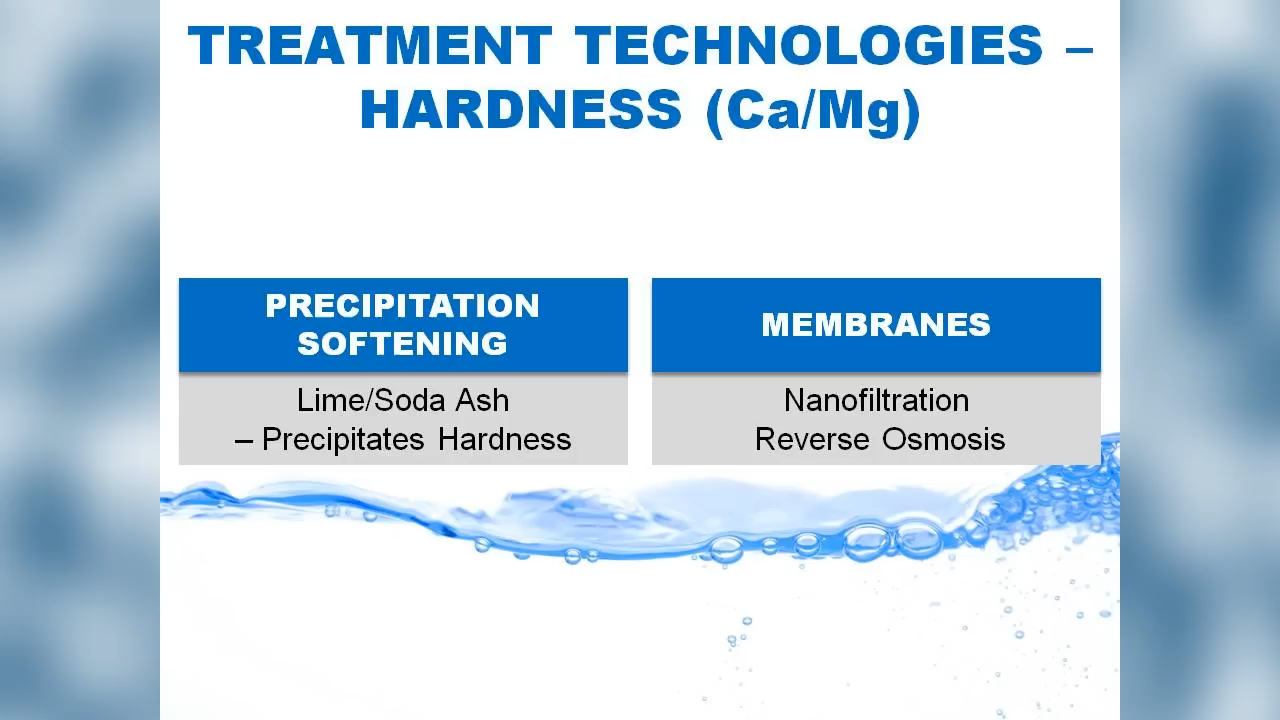 TREATMENT TECHNOLOGIES –
HARDNESS (Ca/Mg)
PRECIPITATION
SOFTENING
Lime/Soda Ash
– Precipitates Hardness
MEMBRANES
Nanofiltration
Reverse Osmosis